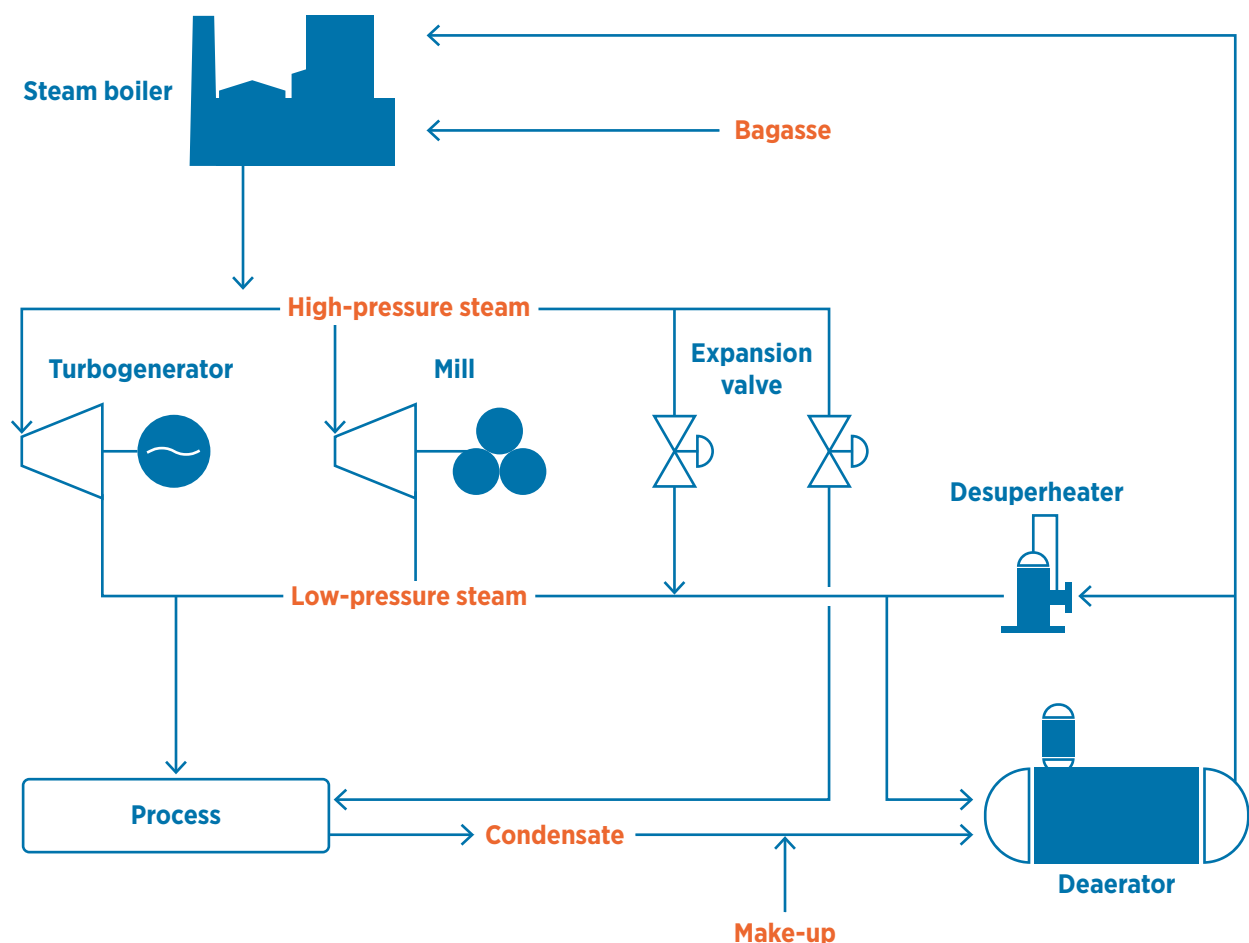 Steam boiler
Bagasse
High-pressure steam
Turbogenerator
Mill
Expansion
valve
Desuperheater
Low-pressure steam
Process
Condensate
Deaerator
Make-up